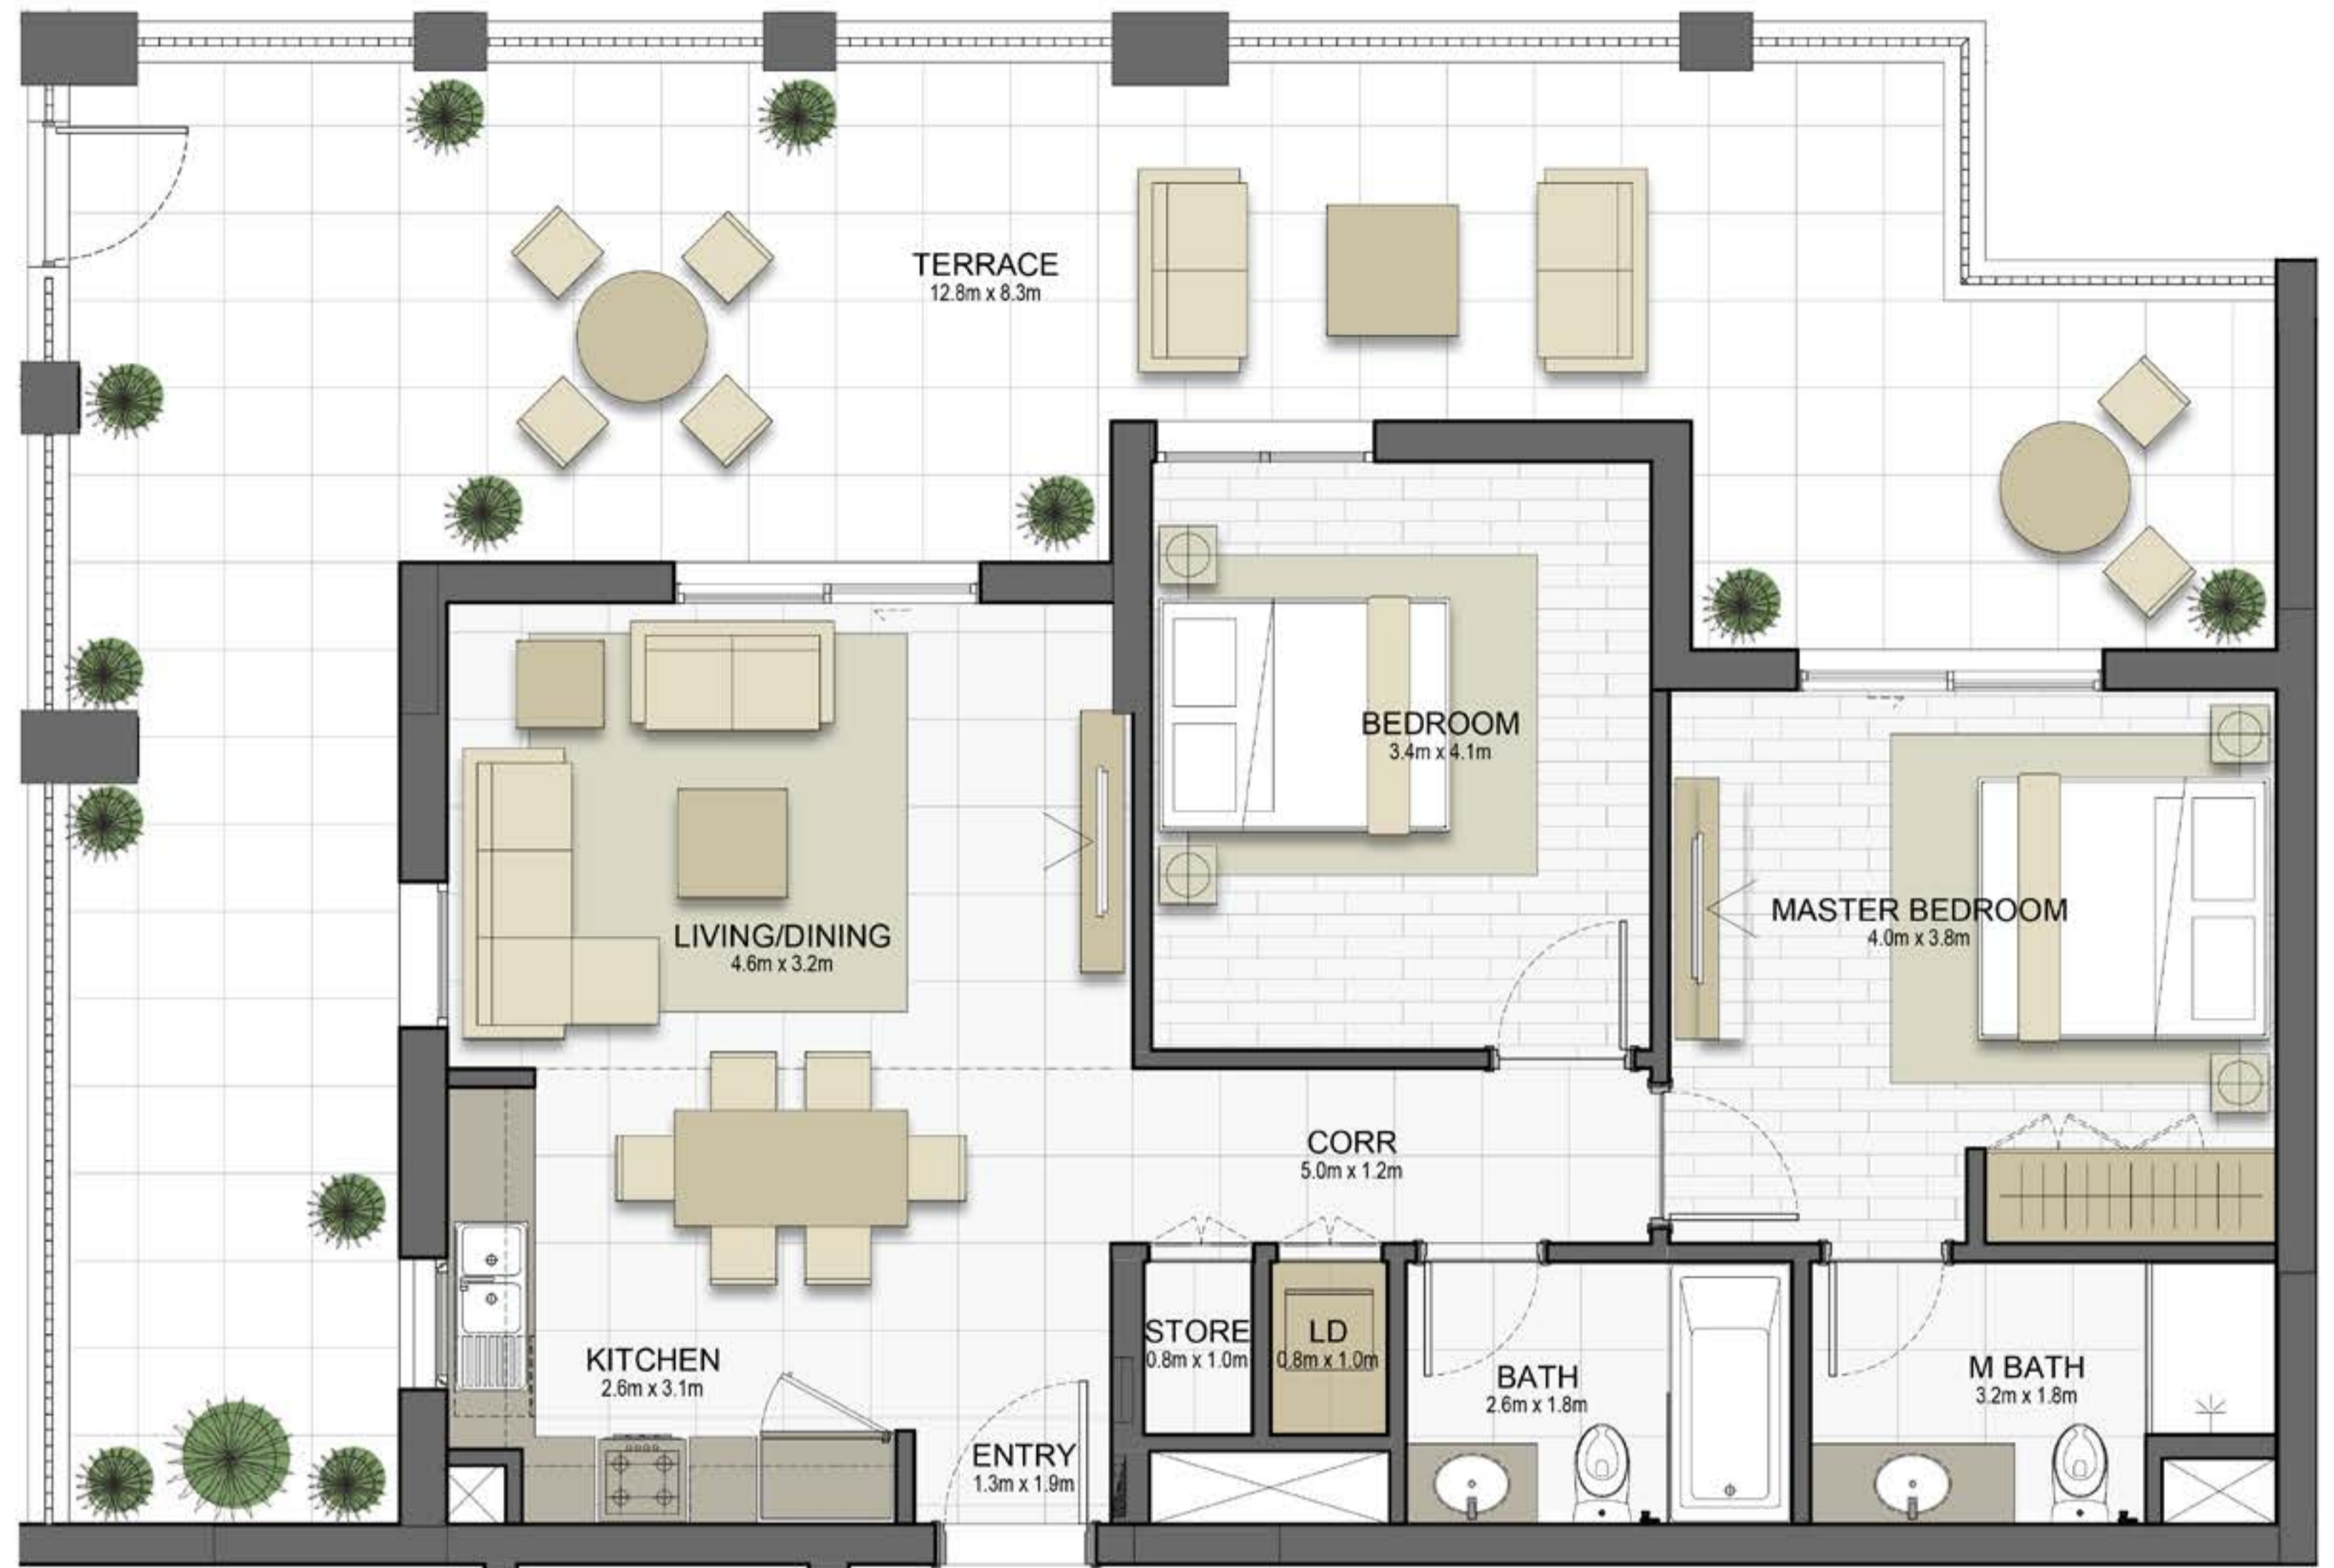 TERRACE
12.8m x 8.3m
BEDROOM
3.4m x 4.1m
MASTER BEDROOM
4.0m x 3.8m
LIVING/DINING
4.6m x 3.2m
CORR
5.0m x 1.2m
STORE
0.8m x 1.0m
LD
0.8m x 1.0m
KITCHEN
2.6m x 3.1m
BATH
2.6m x 1.8m
M BATH
3.2m x 1.8m
ENTRY
1.3m x 1.9m